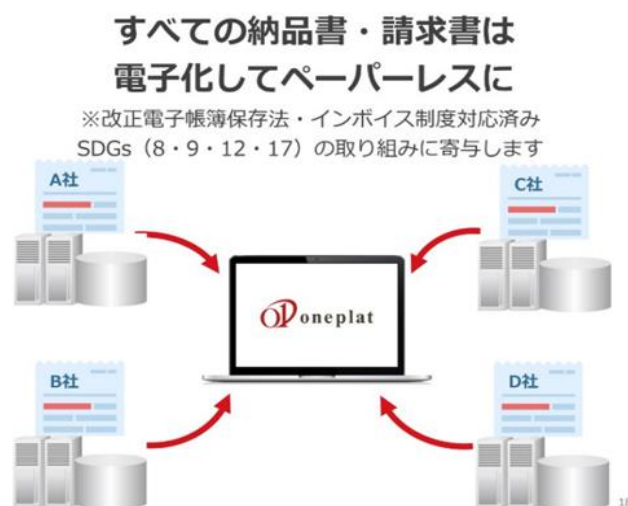 すべての納品書・請求書は
電子化してペーパーレスに
※改正電子帳簿保存法・インボイス制度対応済み
SDGs（8・9・12・17）の取り組みに寄与します
A社
C社
oneplat
B社
D社